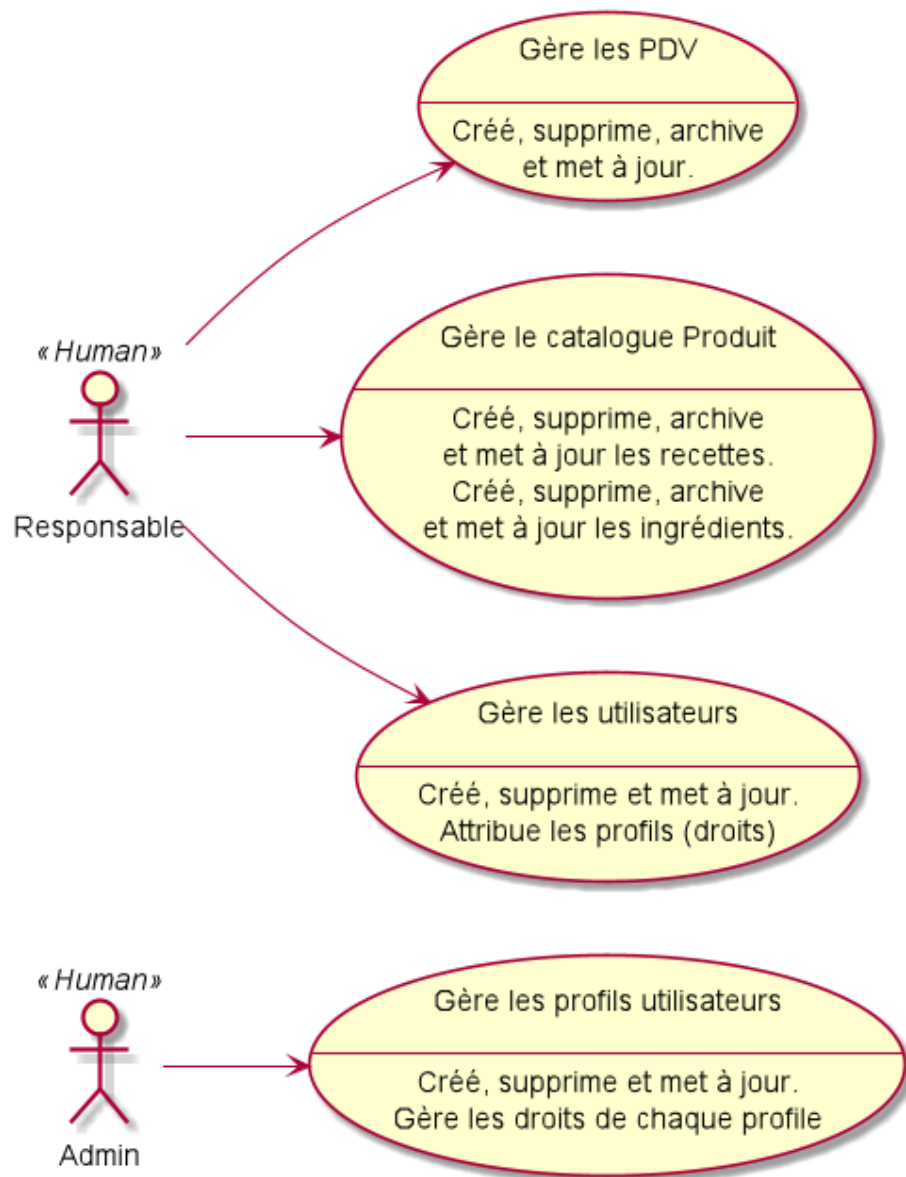 Gère les PDV
Créé, supprime, archive
et met à jour.
«Human»
Responsable
Gère le catalogue Produit
Créé, supprime, archive
et met à jour les recettes.
Créé, supprime, archive
et met à jour les ingrédients.
Gère les utilisateurs
Créé, supprime et met à jour.
Attribue les profils (droits)
«Human»
Admin
Gère les profils utilisateurs
Créé, supprime et met à jour.
Gère les droits de chaque profile